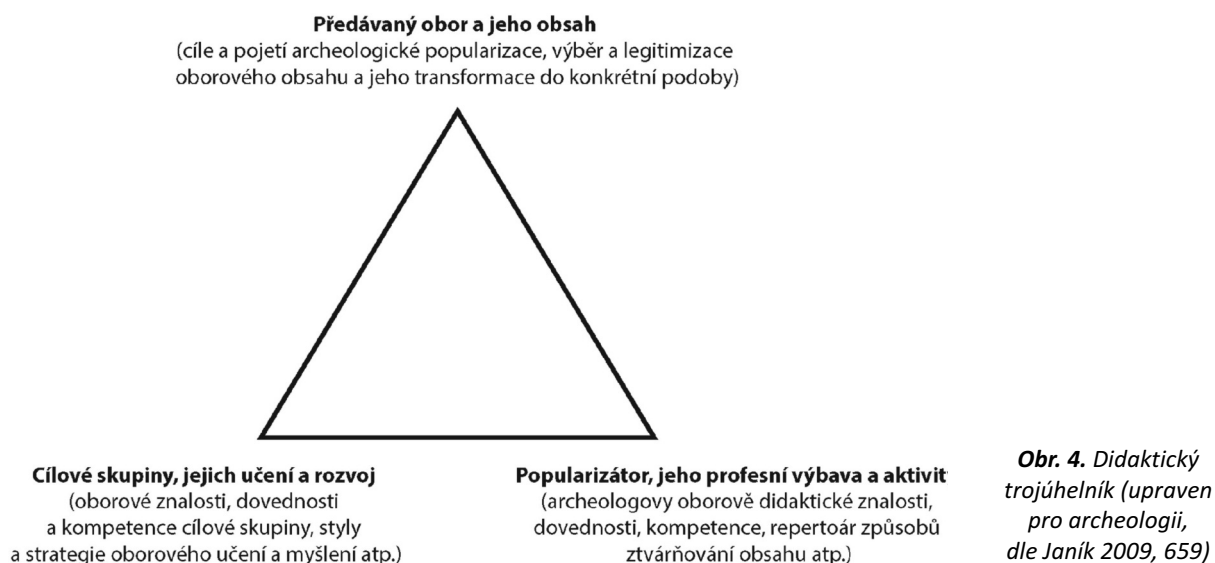 Předávaný obor a jeho obsah
(cíle a pojetí archeologické popularizace, výběr a legitimizace
oborového obsahu a jeho transformace do konkrétní podoby)
Cílové skupiny, jejich učení a rozvoj
(oborové znalosti, dovednosti
a kompetence cílové skupiny, styly
a strategie oborového učení a myšlení atp.)
Popularizátor, jeho profesní výbava a aktivit
(archeologovy oborově didaktické znalosti,
dovednosti, kompetence, repertoár způsobů
ztvárňování obsahu atp.)
Obr. 4. Didaktický
trojúhelník (upraven
pro archeologii,
dle Janík 2009, 659)